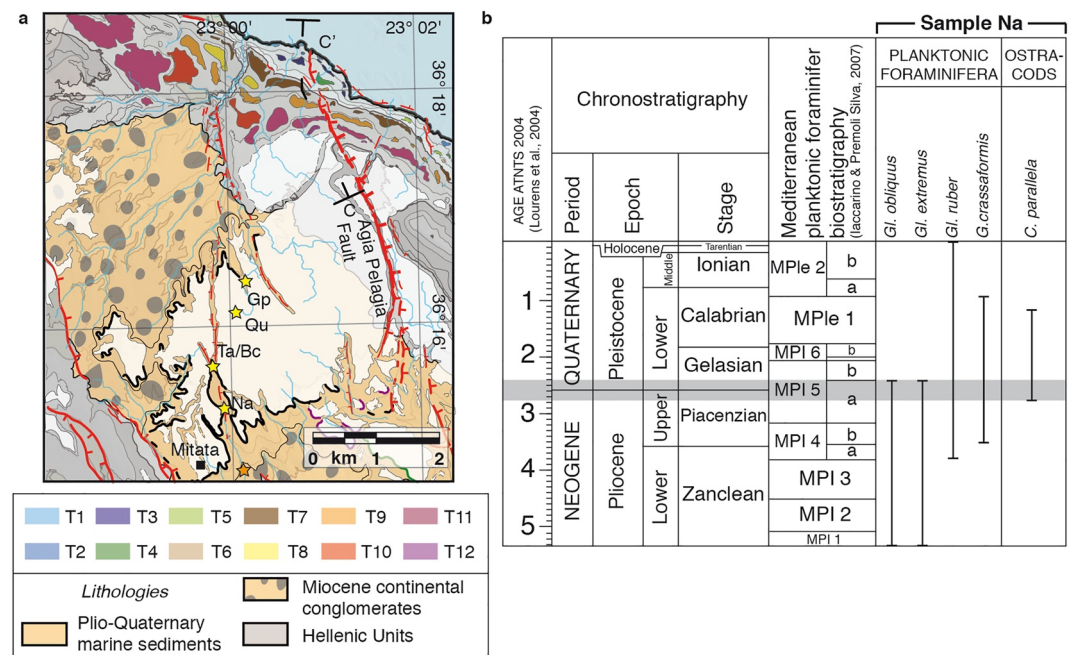 a
23° 00'
23° 02'
C'
36° 18'
C
Agia Pelagia
Fault
Gp
Qu
36° 16'
Ta/Bc
Na
Mitata
0 km 1 2
T1 T3 T5 T7 T9 T11
T2 T4 T6 T8 T10 T12
Lithologies
Plio-Quaternary
marine sediments
Miocene continental
conglomerates
Hellenic Units
b
Sample Na
PLANKTONIC
FORAMINIFERA
OSTRA-
CODS
Chronostratigraphy
AGE ATNTS 2004
(Lourens et al., 2004)
Period
Epoch
Stage
Mediterranean
planktonic foraminifer
biostratigraphy
(Iaccarino & Premoli Silva, 2007)
Gl. obliquus
Gl. extremus
Gl. ruber
G.crassaformis
C. parallela
1
2
3
4
5
QUATERNARY
NEOGENE
Holocene
Pleistocene
Pliocene
Middle
Lower
Upper
Lower
Tarentian
Ionian
Calabrian
Gelasian
Piacenzian
Zanclean
MPle 2
b
a
MPle 1
MPl 6
b
b
MPl 5
a
MPl 4
b
a
MPl 3
MPl 2
MPl 1